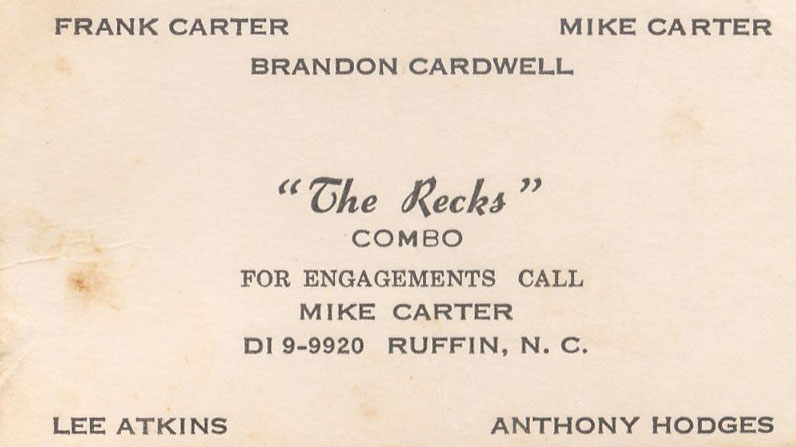 FRANK CARTER MIKE CARTER
BRANDON CARDWELL
“The Recks”
COMBO
FOR ENGAGEMENTS CALL
MIKE CARTER
DI 9-9920 RUFFIN, N. C.
LEE ATKINS ANTHONY HODGES